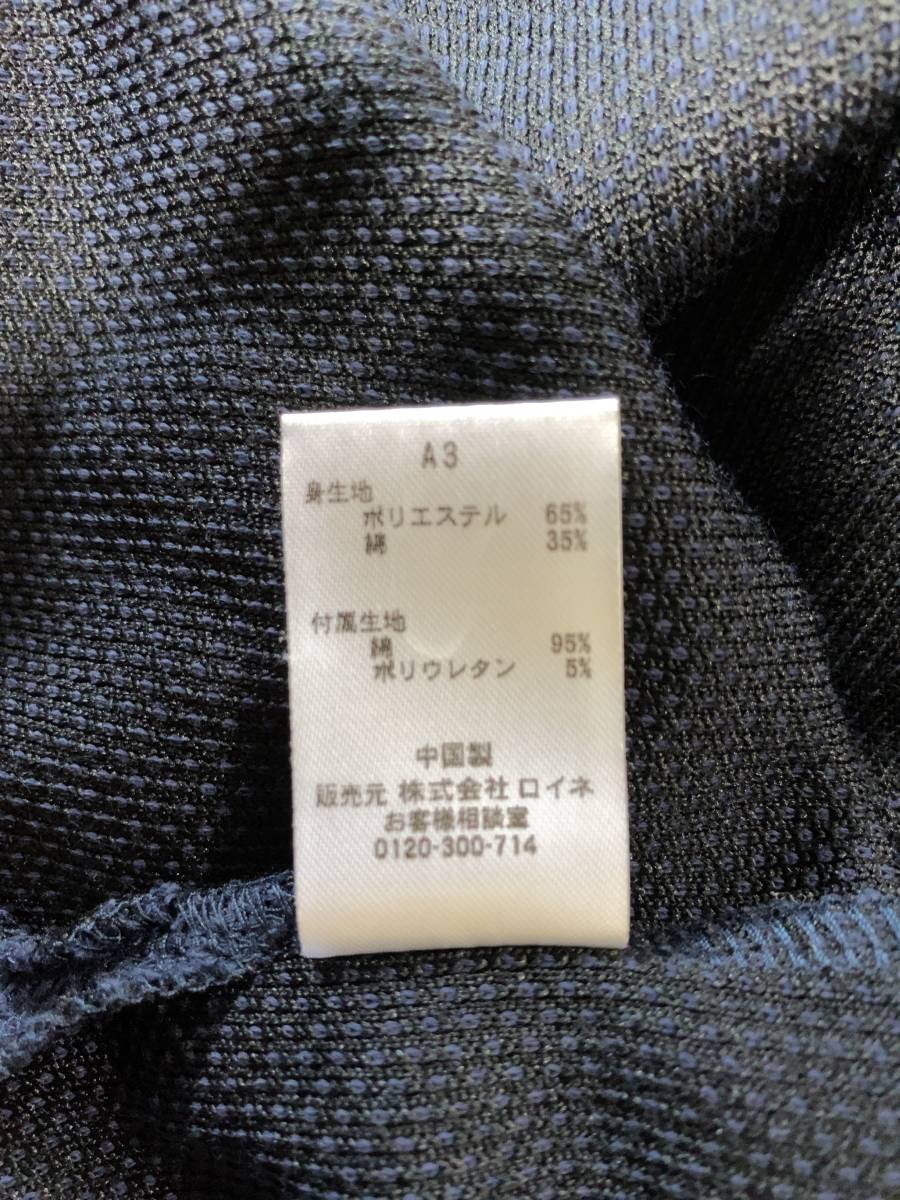 A3
身生地
ポリエステル 65%
綿 35%
付属生地
綿 95%
ポリウレタン 5%
中国製
販売元 株式会社 ロイネ
お客様相談室
0120-300-714